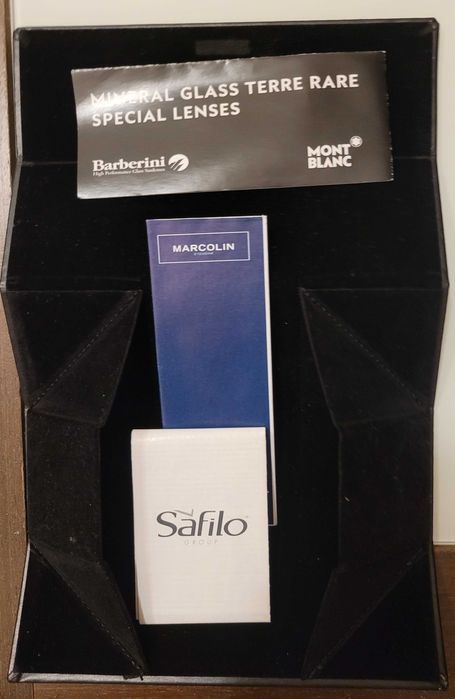 MINERAL GLASS TERRE RARE
SPECIAL LENSES
Barberini
High Performance Glass Sunlenses
MONT
BLANC
MARCOLIN
Safilo
GROUP